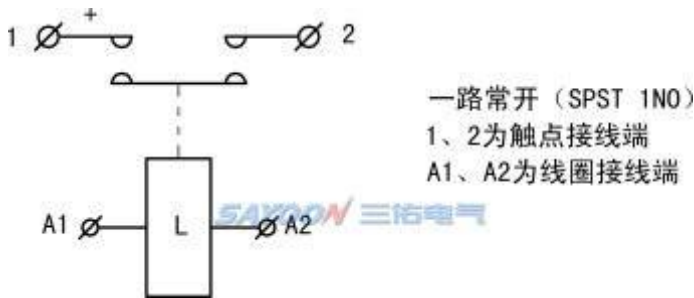 1 + 2
一路常开（SPST 1NO）
1、2为触点接线端
A1、A2为线圈接线端
A1 L A2
SAYOON 三佑电气